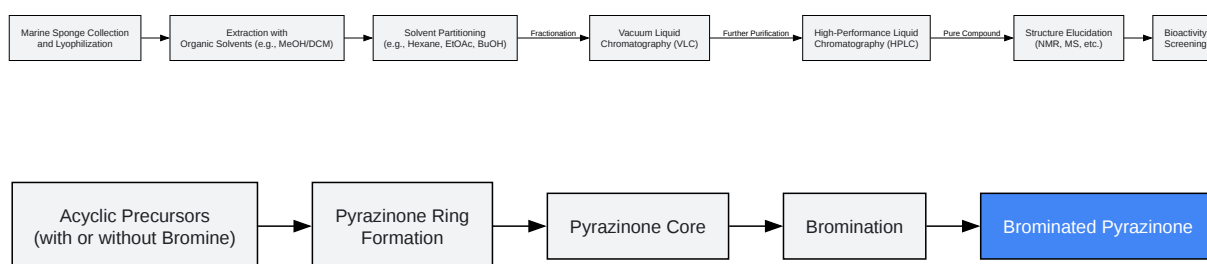 Marine Sponge Collection
and Lyophilization
Extraction with
Organic Solvents (e.g., MeOH/DCM)
Solvent Partitioning
(e.g., Hexane, EtOAc, BuOH)
Fractionation
Vacuum Liquid
Chromatography (VLC)
Further Purification
High-Performance Liquid
Chromatography (HPLC)
Pure Compound
Structure Elucidation
(NMR, MS, etc.)
Bioactivity
Screening
Acyclic Precursors
(with or without Bromine)
Pyrazinone Ring
Formation
Pyrazinone Core
Bromination
Brominated Pyrazinone